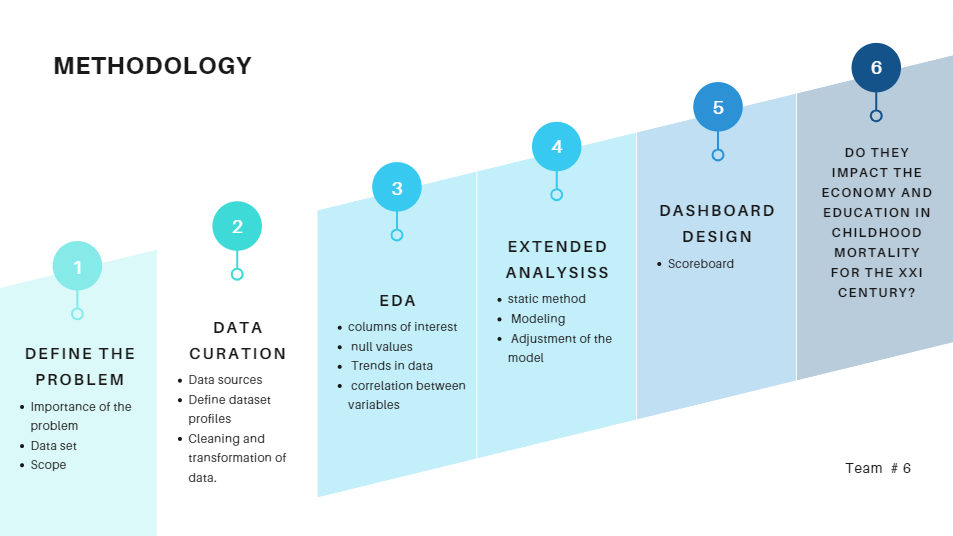 METHODOLOGY
1
DEFINE THE
PROBLEM
• Importance of the
problem
• Data set
• Scope
2
DATA
CURATION
• Data sources
• Define dataset
profiles
• Cleaning and
transformation of
data.
3
EDA
• columns of interest
• null values
• Trends in data
• correlation between
variables
4
EXTENDED
ANALYSISS
• static method
• Modeling
• Adjustment of the
model
5
DASHBOARD
DESIGN
• Scoreboard
6
DO THEY
IMPACT THE
ECONOMY AND
EDUCATION IN
CHILDHOOD
MORTALITY
FOR THE XXI
CENTURY?
Team # 6